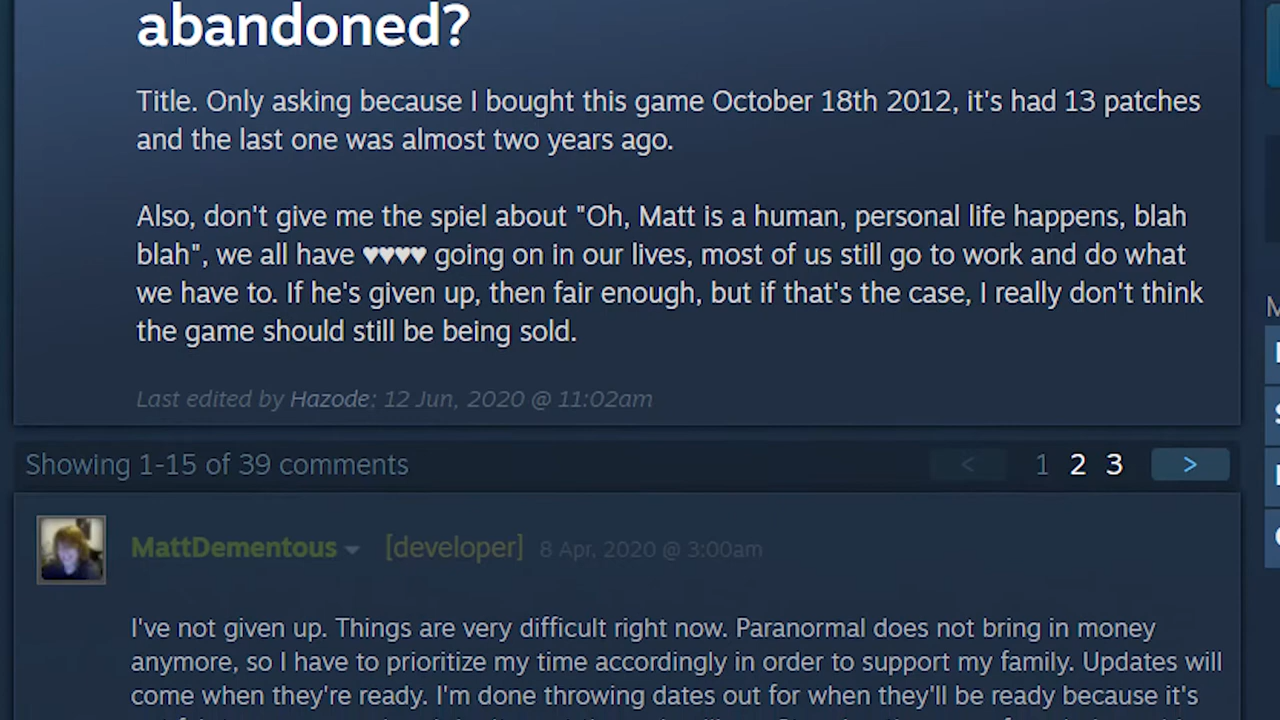 abandoned?
Title. Only asking because I bought this game October 18th 2012, it's had 13 patches
and the last one was almost two years ago.
Also, don't give me the spiel about "Oh, Matt is a human, personal life happens, blah
blah", we all have ♥♥♥♥ going on in our lives, most of us still go to work and do what
we have to. If he's given up, then fair enough, but if that's the case, I really don't think
the game should still be being sold.
Last edited by Hazode; 12 Jun, 2020 @ 11:02am
Showing 1-15 of 39 comments
< 1 2 3 >
MattDementous [developer] 8 Apr, 2020 @ 3:00am
I've not given up. Things are very difficult right now. Paranormal does not bring in money
anymore, so I have to prioritize my time accordingly in order to support my family. Updates will
come when they're ready. I'm done throwing dates out for when they'll be ready because it's